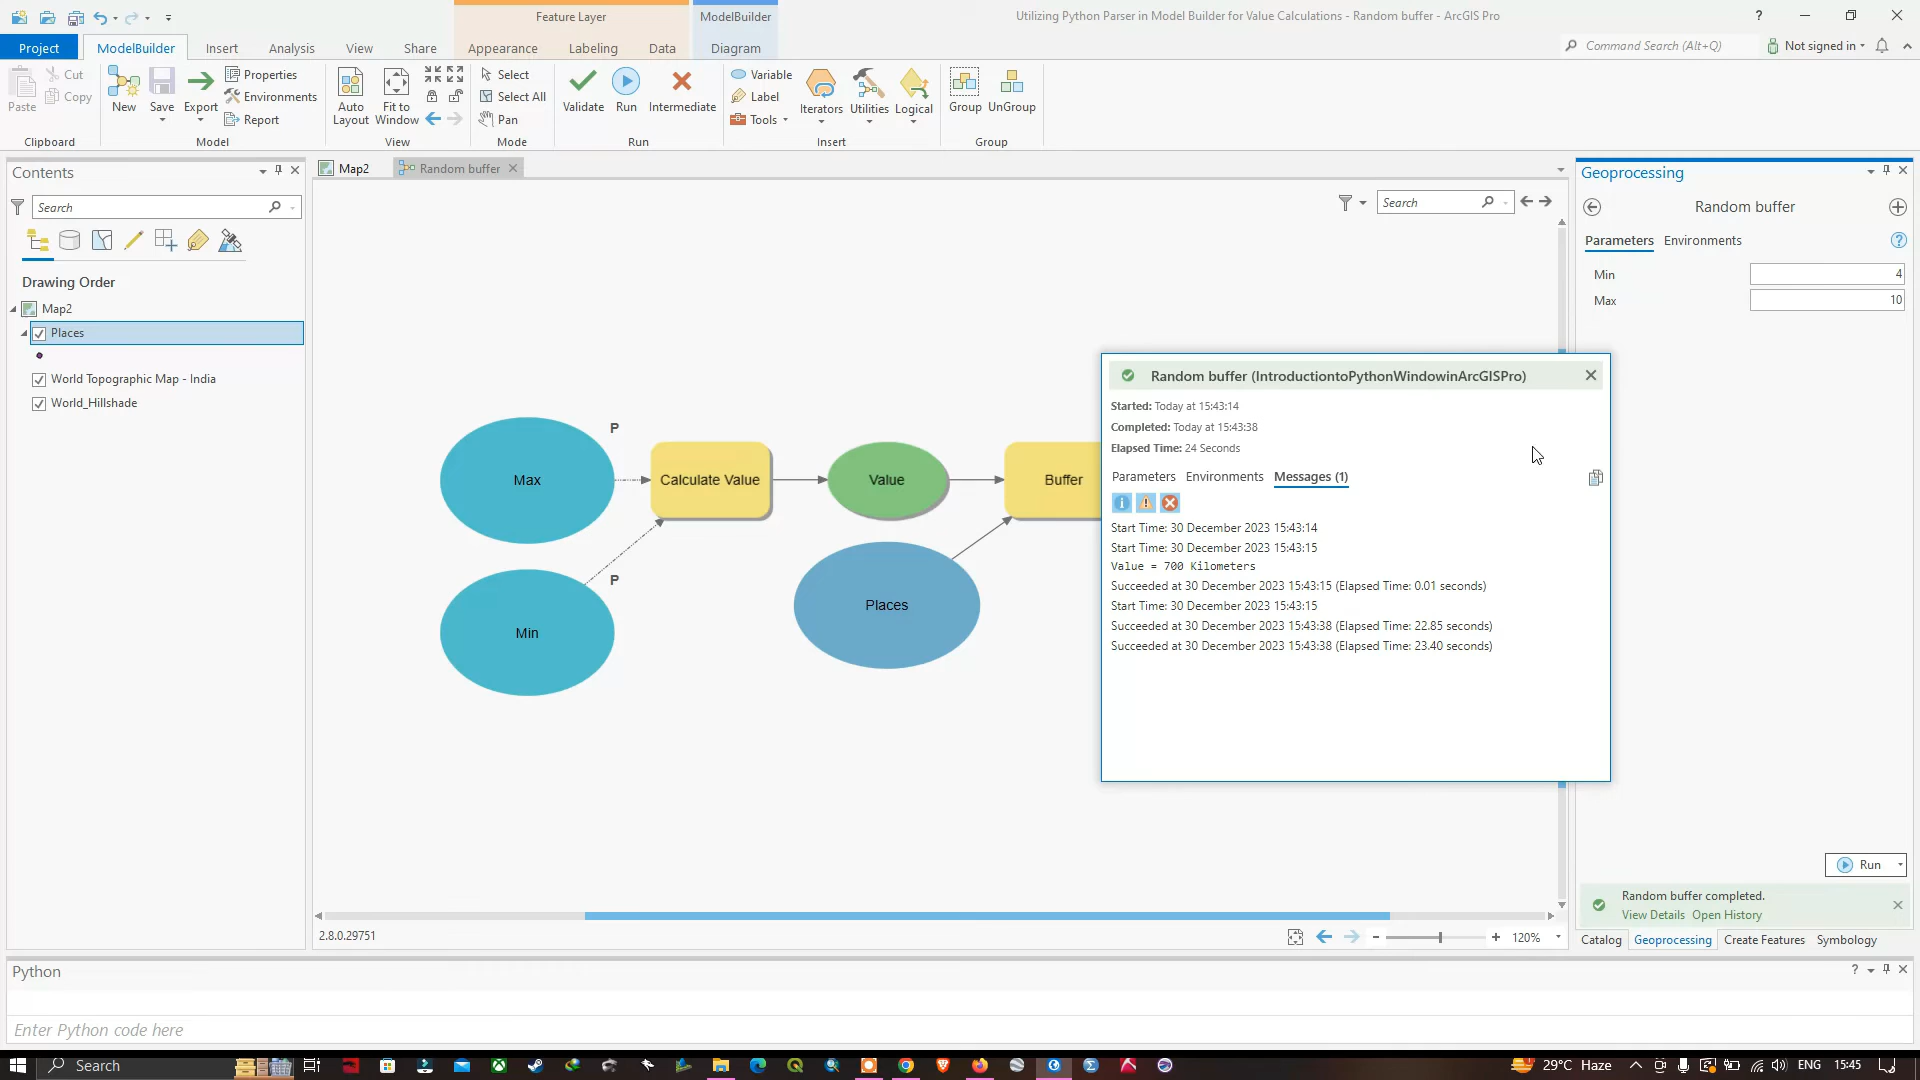 Feature Layer
ModelBuilder
Utilizing Python Parser in Model Builder for Value Calculations - Random buffer - ArcGIS Pro
?
Project
ModelBuilder
Insert
Analysis
View
Share
Appearance
Labeling
Data
Diagram
Command Search (Alt+Q)
Not signed in
Paste
Cut
Copy
Clipboard
New
Save
Export
Properties
Environments
Report
Model
Auto Layout
Fit to Window
View
Select
Select All
Pan
Mode
Validate
Run
Intermediate
Run
Variable
Label
Tools
Iterators
Utilities
Logical
Insert
Group
UnGroup
Group
Contents
Search
Drawing Order
Map2
Places
World Topographic Map - India
World_Hillshade
Map2
Random buffer
Search
Max
P
Calculate Value
Value
Buffer
Min
P
Places
Random buffer (IntroductiontoPythonWindowinArcGISPro)
Started: Today at 15:43:14
Completed: Today at 15:43:38
Elapsed Time: 24 Seconds
Parameters Environments Messages (1)
Start Time: 30 December 2023 15:43:14
Start Time: 30 December 2023 15:43:15
Value = 700 Kilometers
Succeeded at 30 December 2023 15:43:15 (Elapsed Time: 0.01 seconds)
Start Time: 30 December 2023 15:43:15
Succeeded at 30 December 2023 15:43:38 (Elapsed Time: 22.85 seconds)
Succeeded at 30 December 2023 15:43:38 (Elapsed Time: 23.40 seconds)
2.8.0.29751
120%
Geoprocessing
Random buffer
Parameters Environments
?
Min 4
Max 10
Run
Random buffer completed.
View Details Open History
Catalog Geoprocessing Create Features Symbology
Python
?
Enter Python code here
Search
29°C Haze
ENG
15:45